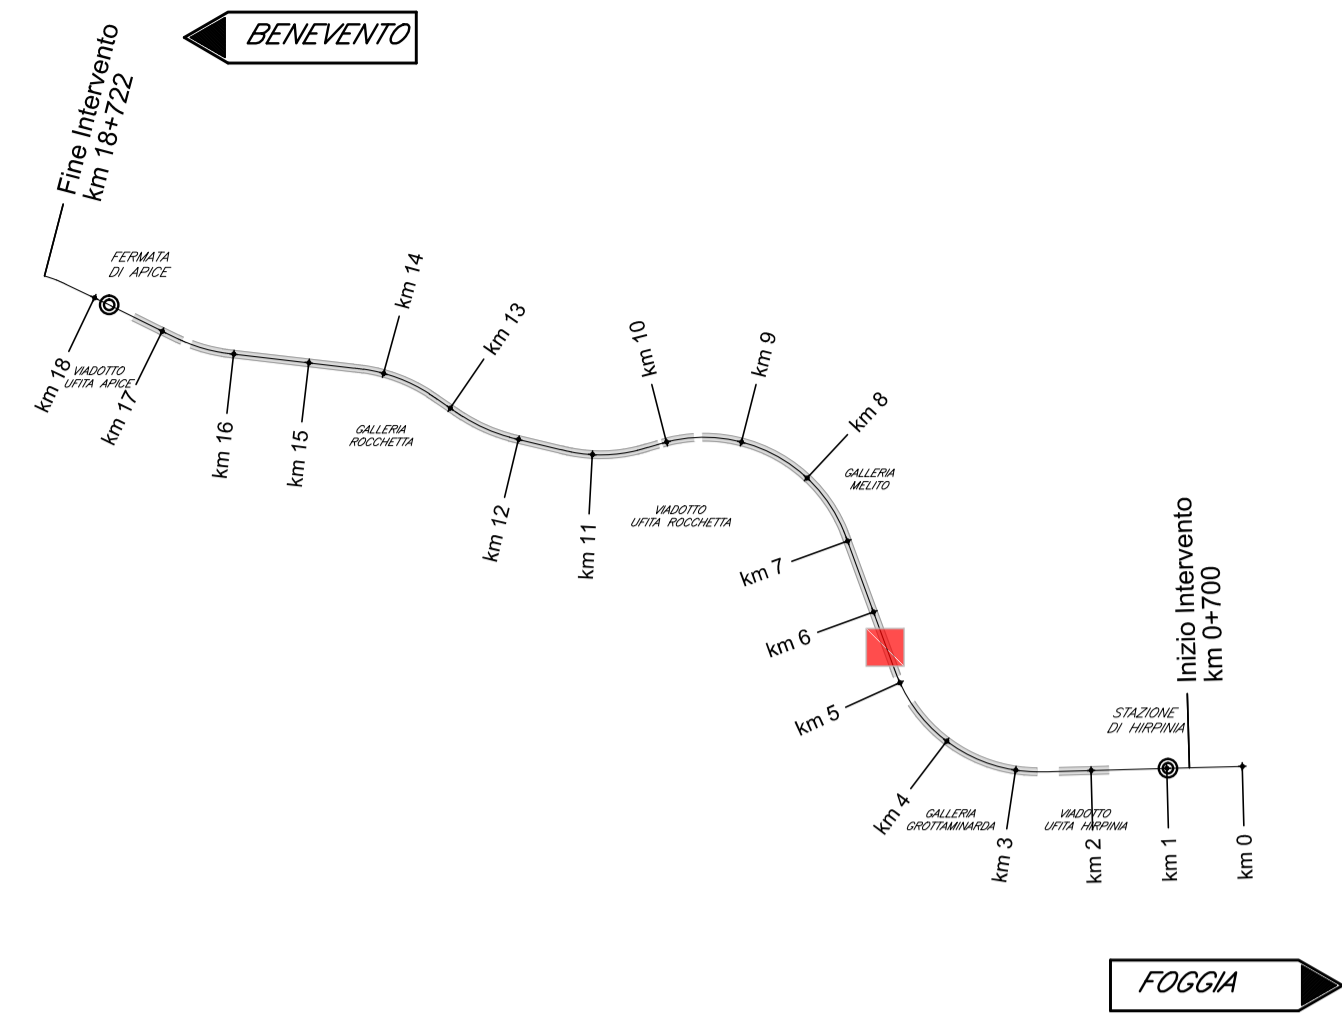 BENEVENTO
Fine Intervento
km 18+722
FERMATA
DI APICE
km 18
VIADOTTO
UFITA APICE
km 17
km 16
km 15
km 14
GALLERIA
ROCCHETTA
km 13
km 12
km 11
km 10
VIADOTTO
UFITA ROCCHETTA
km 9
km 8
GALLERIA
MELITO
km 7
km 6
km 5
km 4
GALLERIA
GROTTAMINARDA
km 3
VIADOTTO
UFITA HIRPINIA
km 2
STAZIONE
DI HIRPINIA
Inizio Intervento
km 0+700
km 1
km 0
FOGGIA